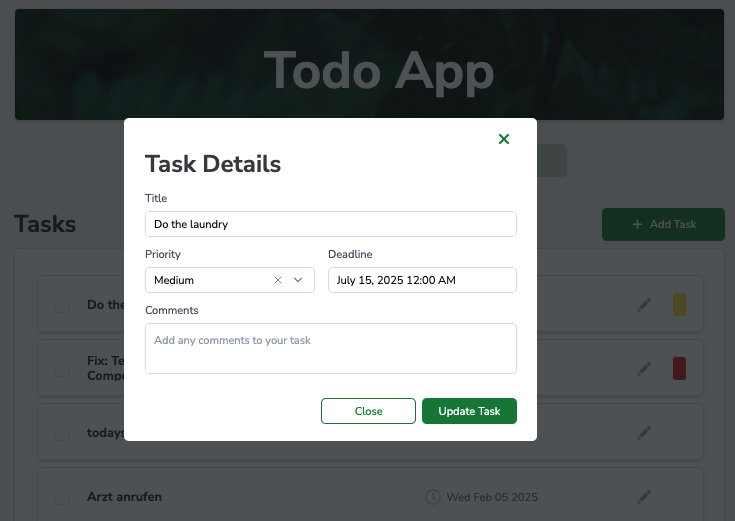 Todo App
Task Details
Title
Do the laundry
Priority
Deadline
Medium
July 15, 2025 12:00 AM
Comments
Add any comments to your task
Close
Update Task
Tasks
Add Task
Do the
Fix: Te
Compo
todays
Arzt anrufen
Wed Feb 05 2025